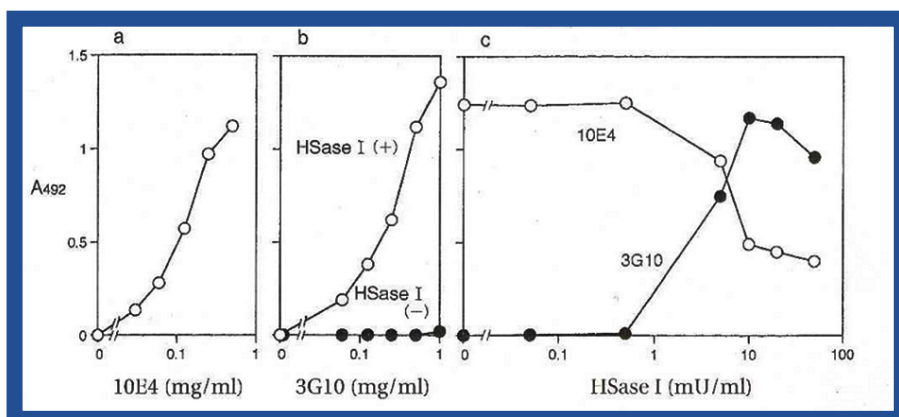 a
b
c
1.5
1
0.5
0
A492
HSase I (+)
HSase I
(−)
10E4
3G10
0 0.1 1
0 0.1 1
0 0.1 1 10 100
10E4 (mg/ml)
3G10 (mg/ml)
HSase I (mU/ml)